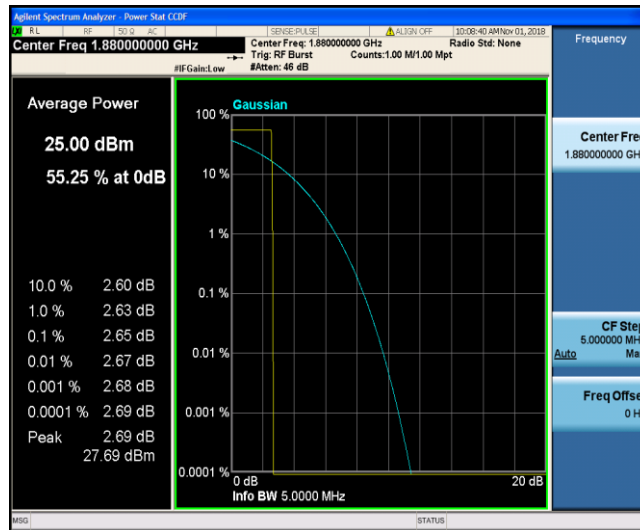 Agilent Spectrum Analyzer - Power Stat CCDF
RL RF 50 Ω AC SENSE:PULSE ALIGN OFF 10:08:40 AM Nov 01, 2018
Center Freq 1.880000000 GHz
Center Freq: 1.880000000 GHz Radio Std: None
Trig: RF Burst Counts:1.00 M/1.00 Mpt
#IFGain:Low #Atten: 46 dB
Frequency
Average Power
25.00 dBm
55.25 % at 0dB
10.0 % 2.60 dB
1.0 % 2.63 dB
0.1 % 2.65 dB
0.01 % 2.67 dB
0.001 % 2.68 dB
0.0001 % 2.69 dB
Peak 2.69 dB
27.69 dBm
Gaussian
100 %
10 %
1 %
0.1 %
0.01 %
0.001 %
0.0001 %
0 dB 20 dB
Info BW 5.0000 MHz
Center Fre
1.880000000 GH
CF Step
5.000000 MH
Auto Ma
Freq Offse
0 H
MSG STATUS